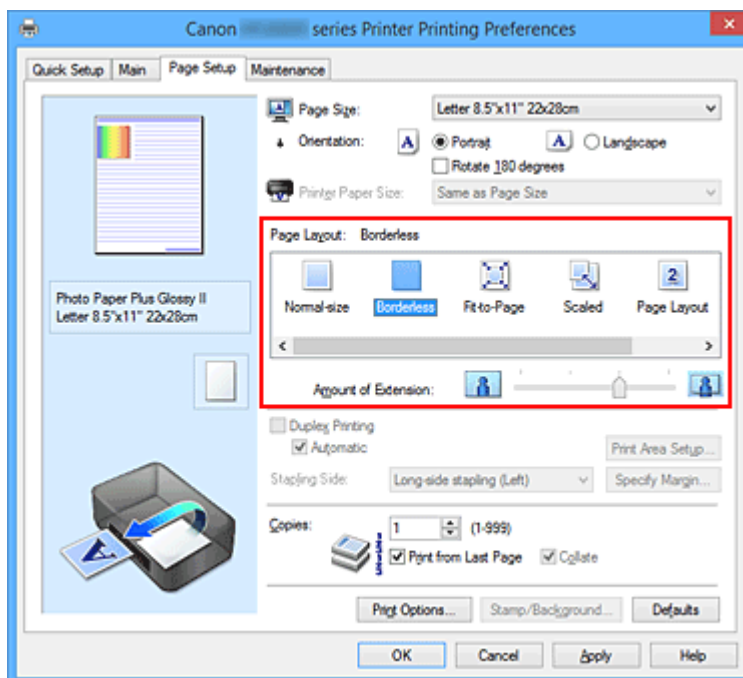 Canon series Printer Printing Preferences
Quick Setup Main Page Setup Maintenance
Page Size: Letter 8.5"x11" 22x28cm
Orientation: A Portrait A Landscape
Rotate 180 degrees
Printer Paper Size: Same as Page Size
Page Layout: Borderless
2
Normal-size Borderless Fit-to-Page Scaled Page Layout
Amount of Extension:
Photo Paper Plus Glossy II
Letter 8.5"x11" 22x28cm
Duplex Printing
Automatic Print Area Setup...
Stapling Side: Long-side stapling (Left) Specify Margin...
Copies: 1 (1-999)
Print from Last Page Collate
A
Print Options... Stamp/Background... Defaults
OK Cancel Apply Help